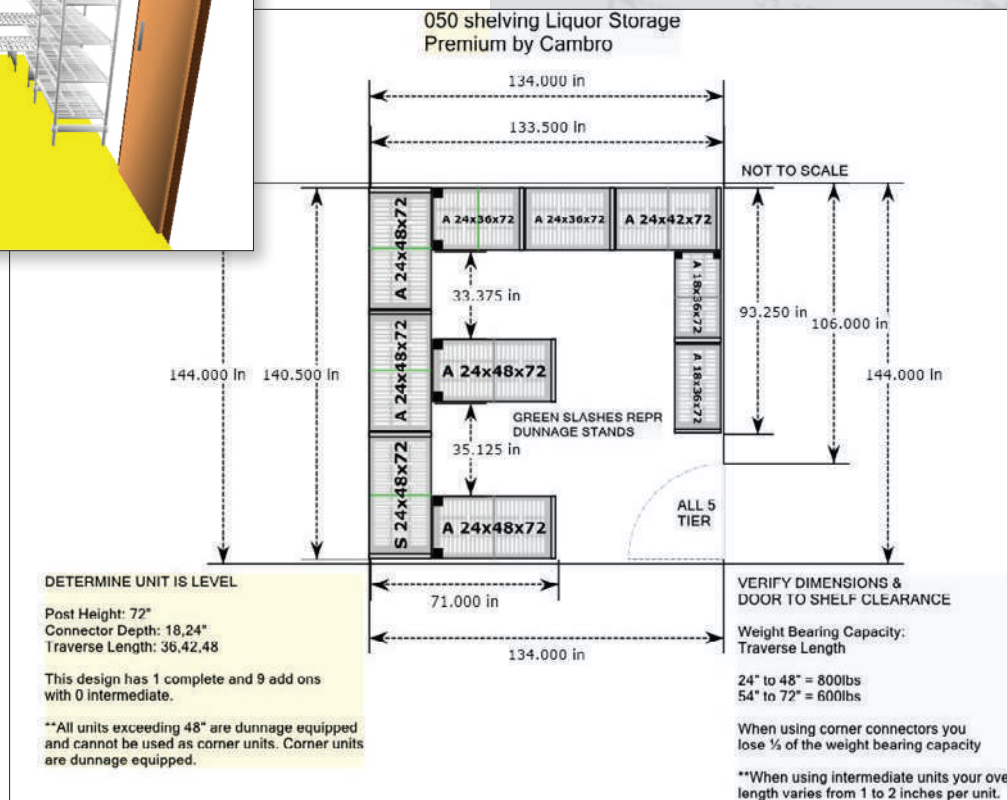 050 shelving Liquor Storage
Premium by Cambro
134.000 in
133.500 in
NOT TO SCALE
A 24x48x72
A 24x36x72
A 24x36x72
A 24x42x72
A 18x36x72
33.375 in
93.250 in
106.000 in
144.000 in
140.500 in
A 24x48x72
A 24x48x72
A 18x36x72
144.000 in
GREEN SLASHES REPR
DUNNAGE STANDS
35.125 in
S 24x48x72
A 24x48x72
ALL 5
TIER
71.000 in
134.000 in
DETERMINE UNIT IS LEVEL
Post Height: 72"
Connector Depth: 18,24"
Traverse Length: 36,42,48
This design has 1 complete and 9 add ons
with 0 intermediate.
**All units exceeding 48" are dunnage equipped
and cannot be used as corner units. Corner units
are dunnage equipped.
VERIFY DIMENSIONS &
DOOR TO SHELF CLEARANCE
Weight Bearing Capacity:
Traverse Length
24" to 48" = 800lbs
54" to 72" = 600lbs
When using corner connectors you
lose ⅓ of the weight bearing capacity
**When using intermediate units your ove
length varies from 1 to 2 inches per unit.